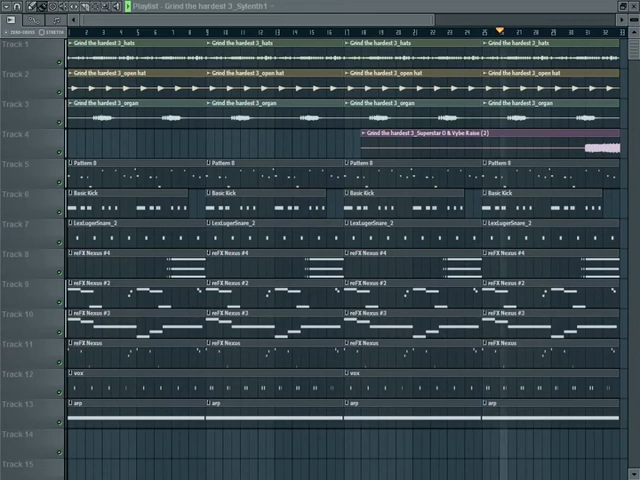 Playlist - Grind the hardest 3_Sylenth1
Track 1
Grind the hardest 3_hats Grind the hardest 3_hats Grind the hardest 3_hats Grind the hardest 3_hats
Track 2
Grind the hardest 3_open hat Grind the hardest 3_open hat Grind the hardest 3_open hat Grind the hardest 3_open hat
Track 3
Grind the hardest 3_organ Grind the hardest 3_organ Grind the hardest 3_organ Grind the hardest 3_organ
Track 4
Grind the hardest 3_Superstar O & Vybe Raise (2)
Track 5
Pattern 8 Pattern 8 Pattern 8 Pattern 8
Track 6
Basic Kick Basic Kick Basic Kick Basic Kick
Track 7
LexLugerSnare_2 LexLugerSnare_2 LexLugerSnare_2 LexLugerSnare_2
Track 8
reFX Nexus #4 reFX Nexus #4 reFX Nexus #4 reFX Nexus #4
Track 9
reFX Nexus #2 reFX Nexus #2 reFX Nexus #2 reFX Nexus #2
Track 10
reFX Nexus #3 reFX Nexus #3 reFX Nexus #3 reFX Nexus #3
Track 11
reFX Nexus reFX Nexus reFX Nexus reFX Nexus
Track 12
vox vox
Track 13
arp arp arp arp
Track 14
Track 15